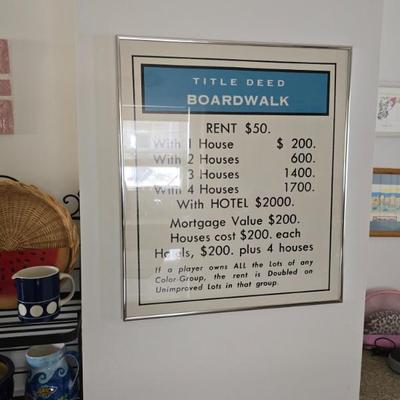 TITLE DEED
BOARDWALK
RENT $50.
With 1 House $ 200.
With 2 Houses 600.
With 3 Houses 1400.
With 4 Houses 1700.
With HOTEL $2000.
Mortgage Value $200.
Houses cost $200. each
Hotels, $200. plus 4 houses
If a player owns ALL the Lots of any
Color-Group, the rent is Doubled on
Unimproved Lots in that group.